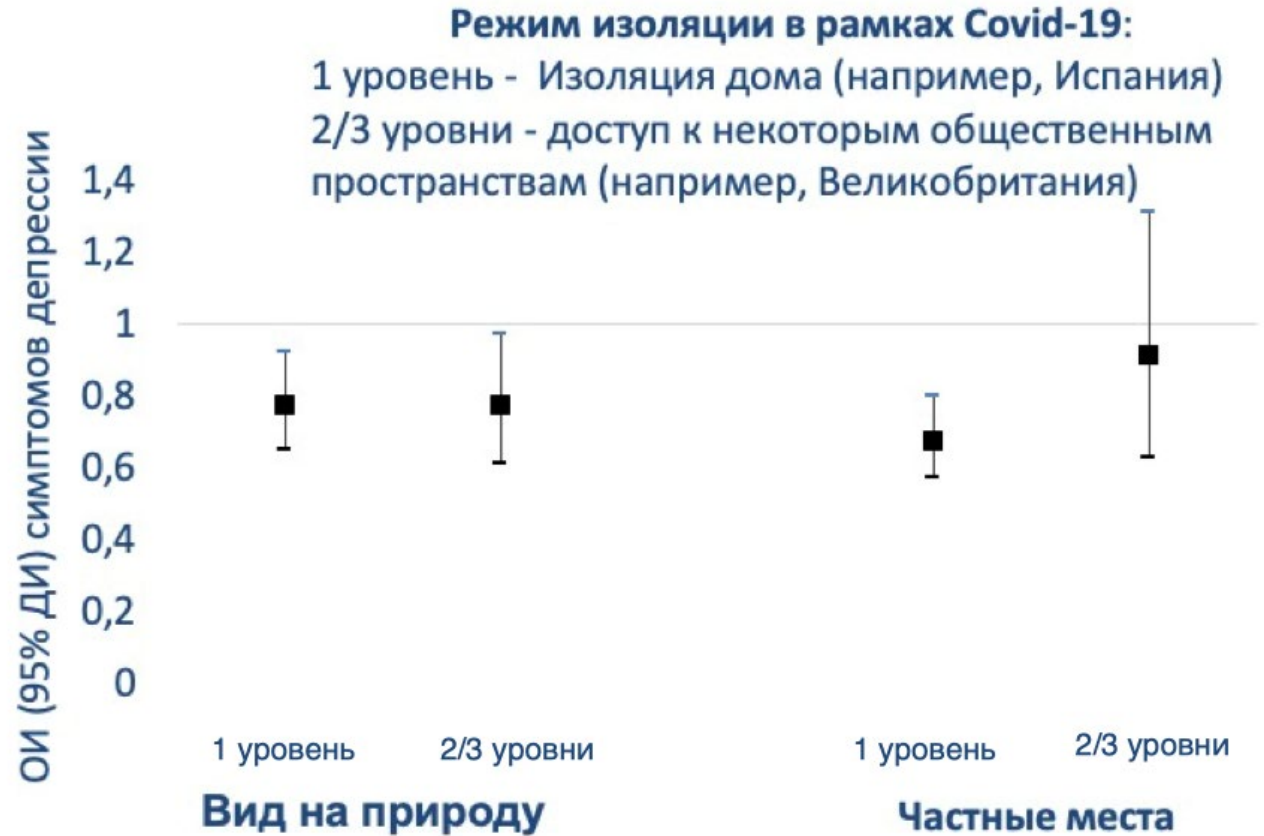 Режим изоляции в рамках Covid-19:
1 уровень - Изоляция дома (например, Испания)
2/3 уровни - доступ к некоторым общественным
пространствам (например, Великобритания)
ОИ (95% ДИ) симптомов депрессии
1,4
1,2
1
0,8
0,6
0,4
0,2
0
1 уровень
2/3 уровни
1 уровень
2/3 уровни
Вид на природу
Частные места